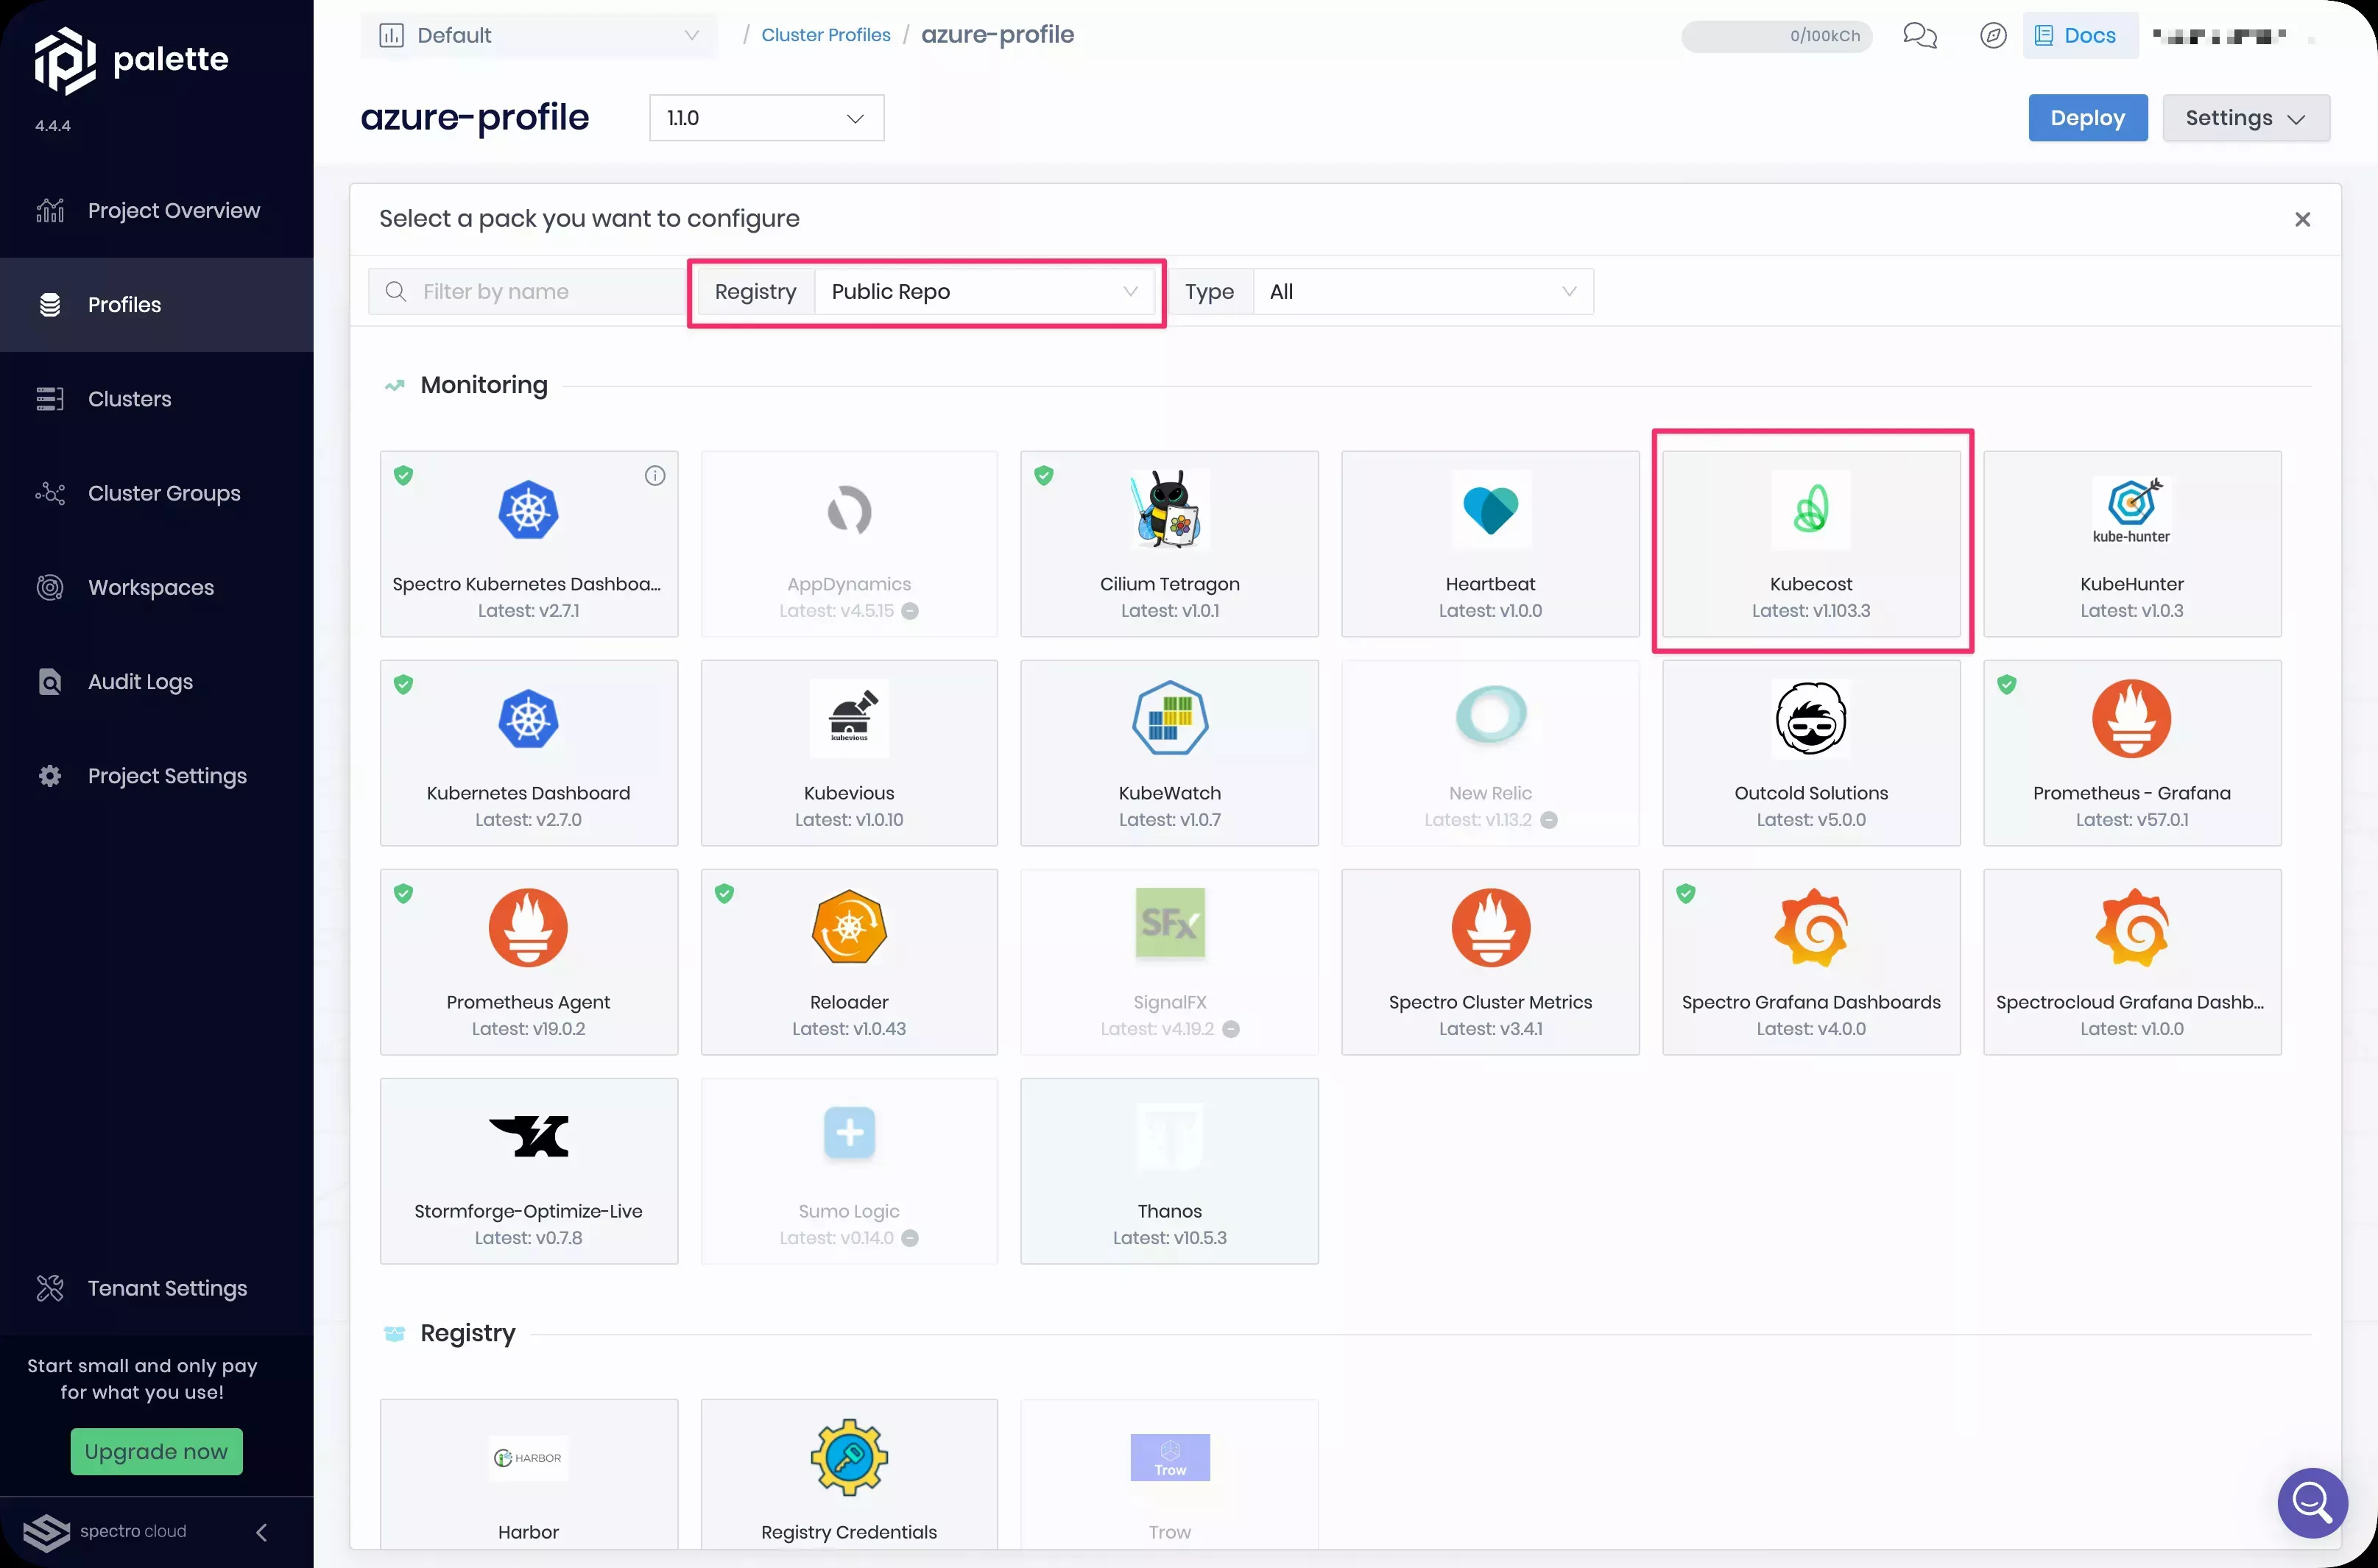 palette
4.4.4
Project Overview
Profiles
Clusters
Cluster Groups
Workspaces
Audit Logs
Project Settings
Tenant Settings
Start small and only pay
for what you use!
Upgrade now
spectro cloud
Default / Cluster Profiles / azure-profile
0/100kCh
Docs
azure-profile
1.1.0
Deploy
Settings
Select a pack you want to configure
Filter by name
Registry Public Repo
Type All
Monitoring
Spectro Kubernetes Dashboa...
Latest: v2.7.1
AppDynamics
Latest: v4.5.15
Cilium Tetragon
Latest: v1.0.1
Heartbeat
Latest: v1.0.0
Kubecost
Latest: v1.103.3
kube-hunter
KubeHunter
Latest: v1.0.3
Kubernetes Dashboard
Latest: v2.7.0
kubevious
Kubevious
Latest: v1.0.10
KubeWatch
Latest: v1.0.7
New Relic
Latest: v1.13.2
Outcold Solutions
Latest: v5.0.0
Prometheus - Grafana
Latest: v57.0.1
Prometheus Agent
Latest: v19.0.2
Reloader
Latest: v1.0.43
SFx
SignalFX
Latest: v4.19.2
Spectro Cluster Metrics
Latest: v3.4.1
Spectro Grafana Dashboards
Latest: v4.0.0
Spectrocloud Grafana Dashb...
Latest: v1.0.0
Stormforge-Optimize-Live
Latest: v0.7.8
Sumo Logic
Latest: v0.14.0
Thanos
Latest: v10.5.3
Registry
HARBOR
Harbor
Registry Credentials
Trow
Trow